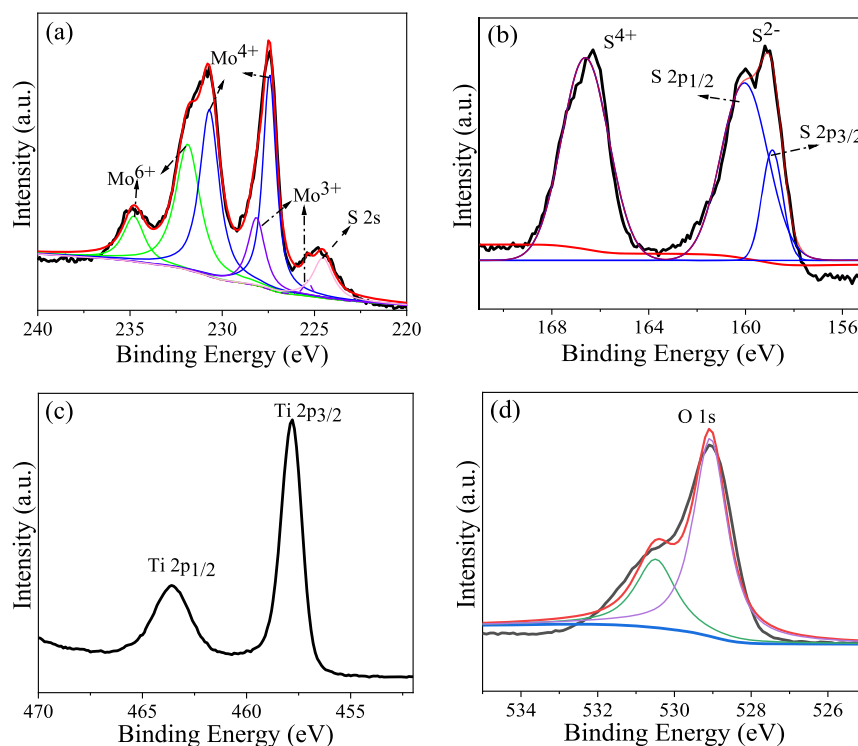 (a)
Mo4+
Mo6+
Mo3+
S 2s
Intensity (a.u.)
240 235 230 225 220
Binding Energy (eV)
(b)
S4+
S2-
S 2p1/2
S 2p3/2
Intensity (a.u.)
168 164 160 156
Binding Energy (eV)
(c)
Ti 2p3/2
Ti 2p1/2
Intensity (a.u.)
470 465 460 455
Binding Energy (eV)
(d)
O 1s
Intensity (a.u.)
534 532 530 528 526
Binding Energy (eV)